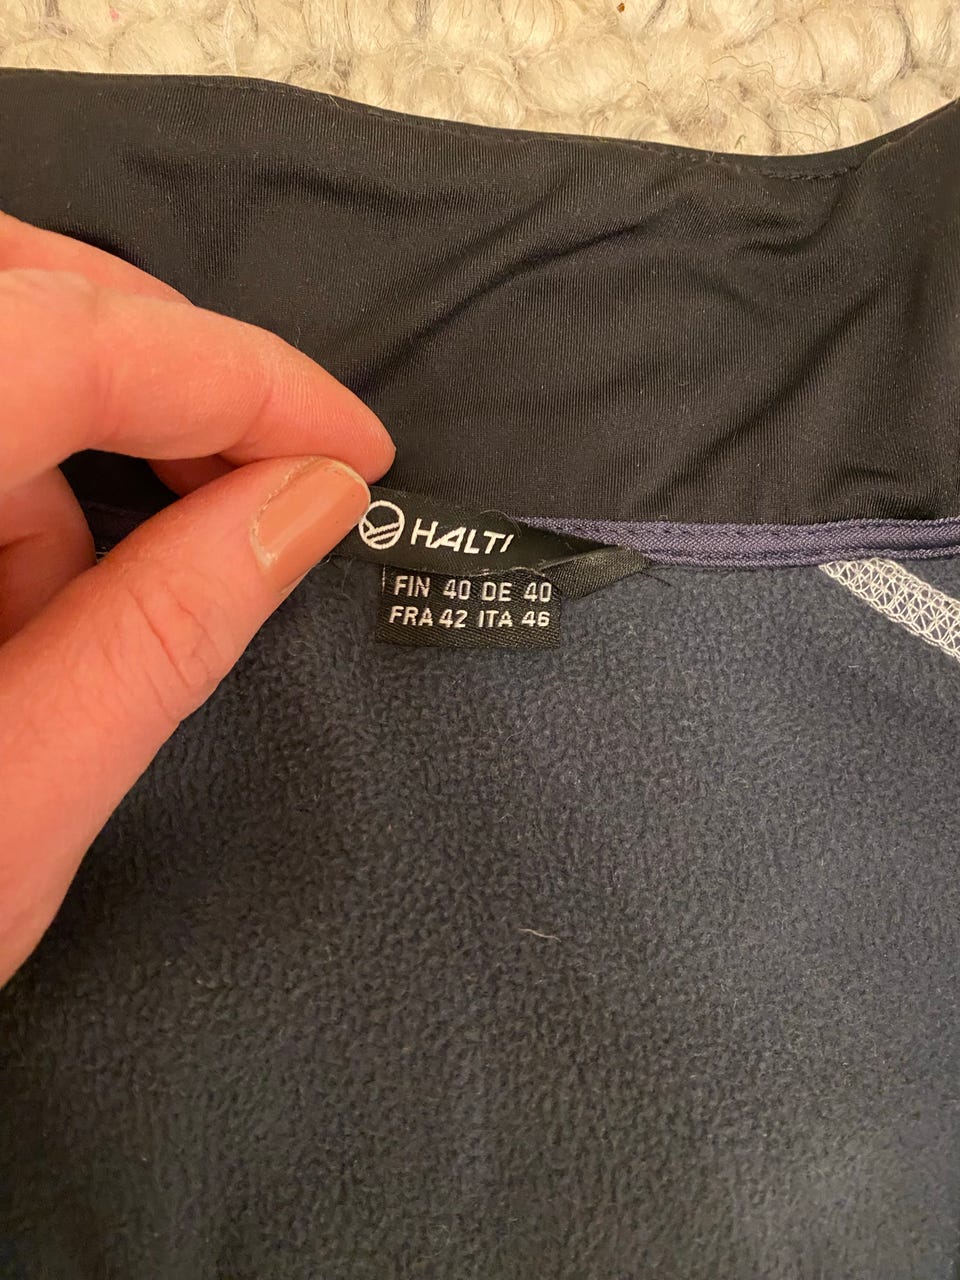 HALTI
FIN 40 DE 40
FRA 42 ITA 46